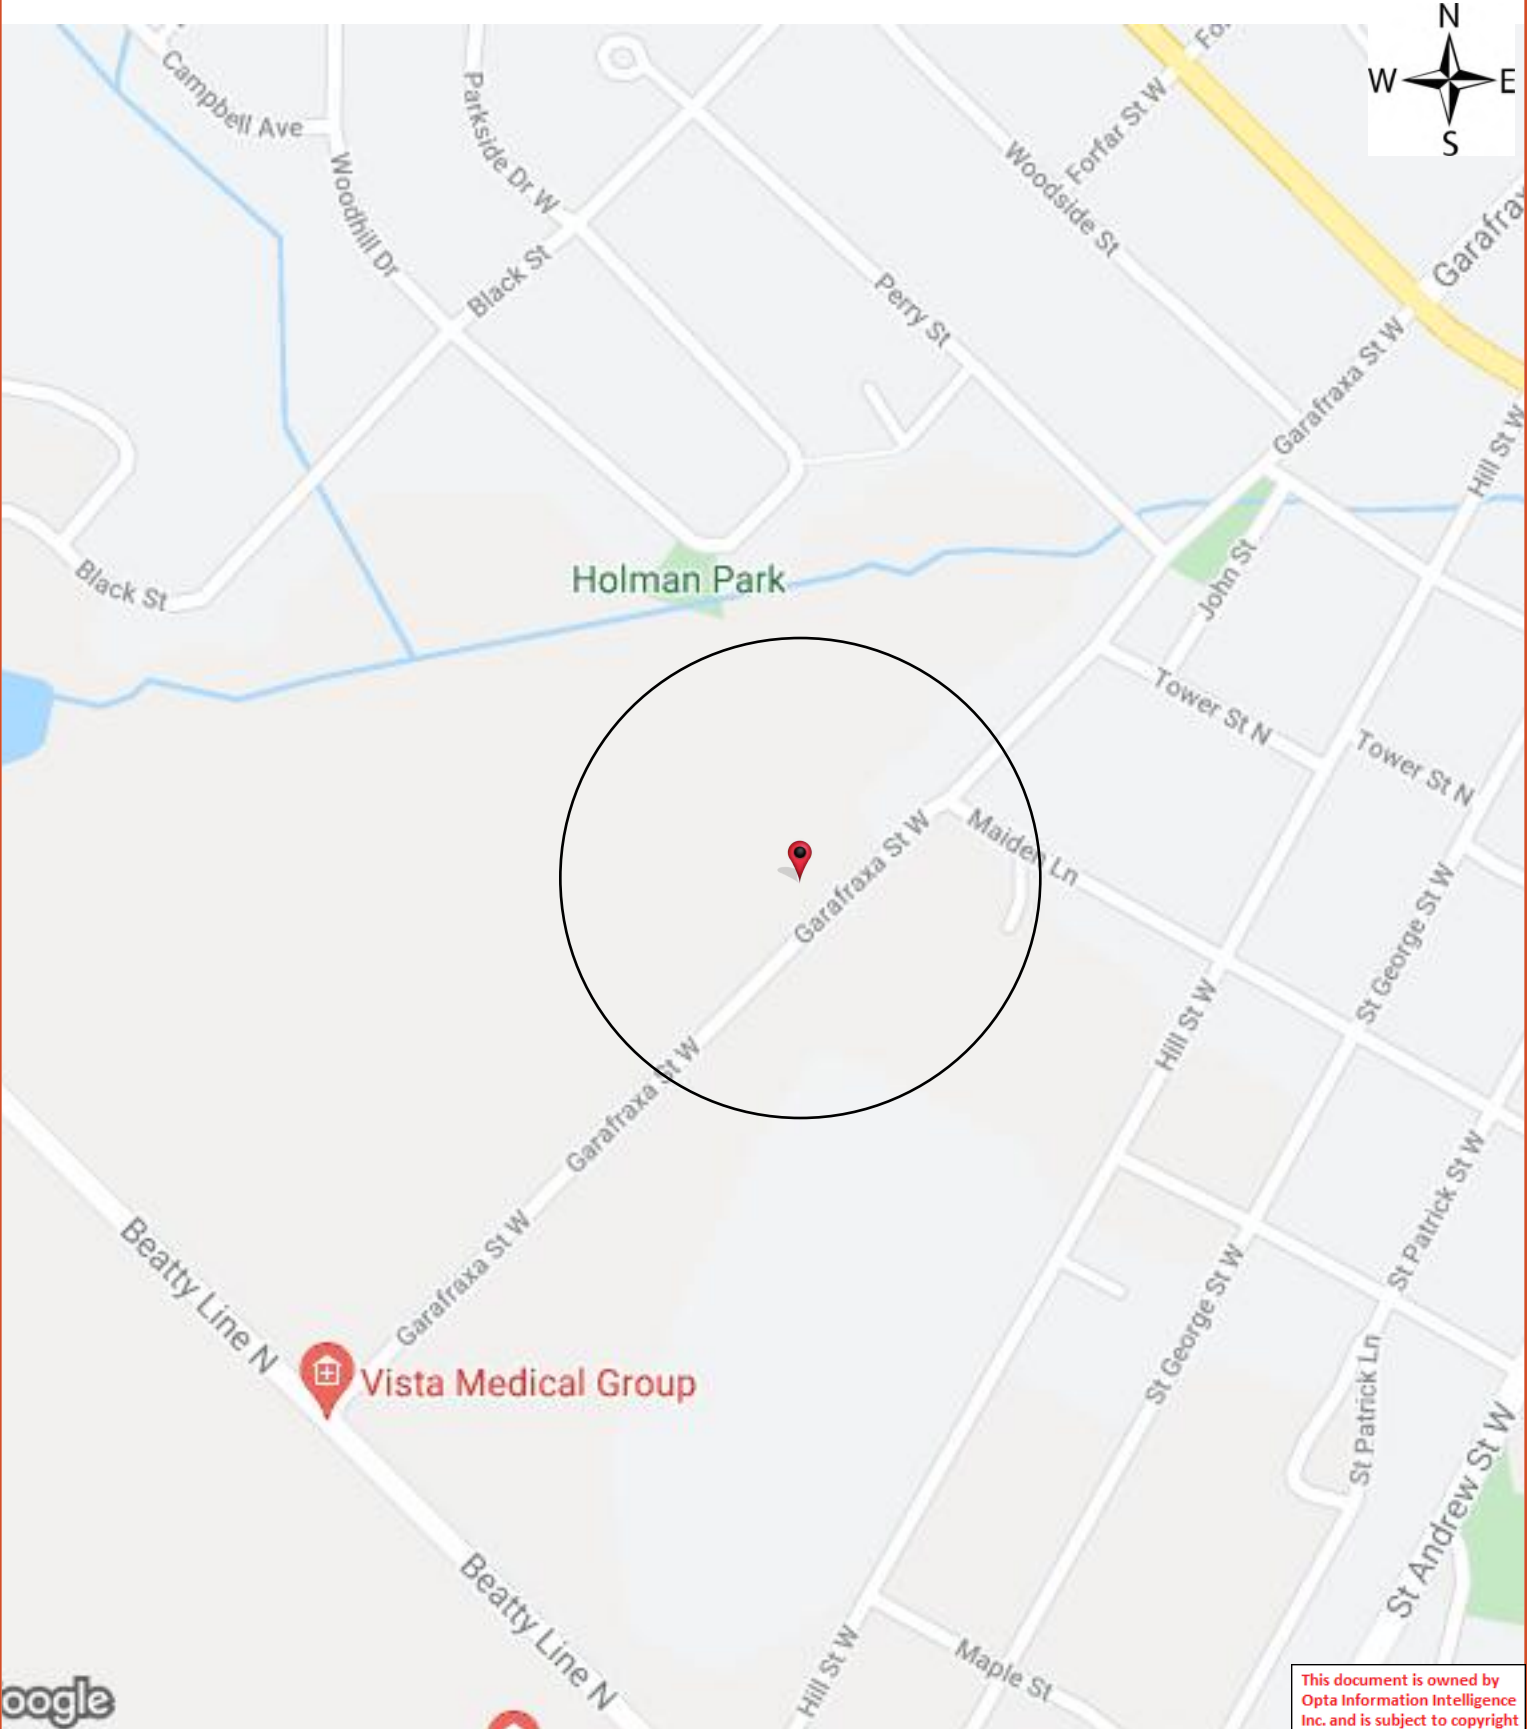 N
W E
S
Campbell Ave
Parkside Dr W
Woodhill Dr
Black St
Forfar St W
Woodside St
Perry St
Garafraxa St W
Hill St W
Black St
Holman Park
John St
Tower St N
Tower St N
Garafraxa St W
Maiden Ln
St George St W
Hill St W
Garafraxa St W
St Patrick St W
Beatty Line N
Garafraxa St W
St George St W
Vista Medical Group
St Patrick Ln
St Andrew St W
Beatty Line N
Hill St W
Maple St
oogle
This document is owned by
Opta Information Intelligence
Inc. and is subject to copyright